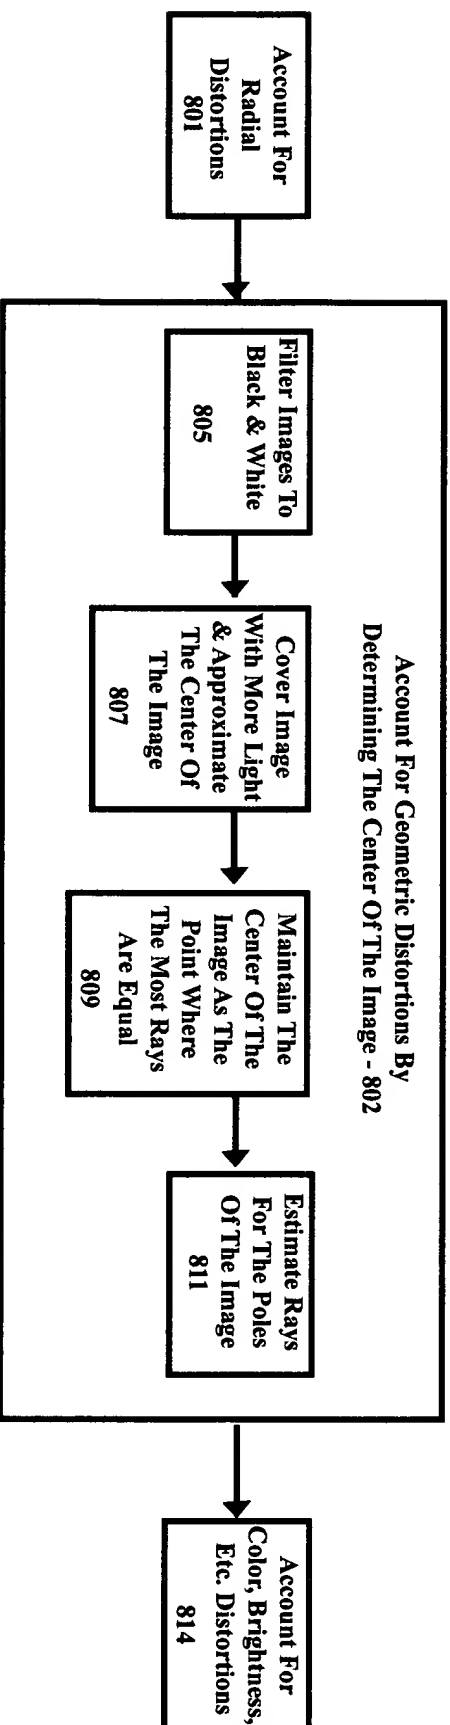 Account For
Radial
Distortions
801
Account For Geometric Distortions By
Determining The Center Of The Image - 802
Filter Images To
Black & White
805
Cover Image
With More Light
& Approximate
The Center Of
The Image
807
Maintain The
Center Of The
Image As The
Point Where
The Most Rays
Are Equal
809
Estimate Rays
For The Poles
Of The Image
811
Account For
Color, Brightness,
Etc. Distortions
814